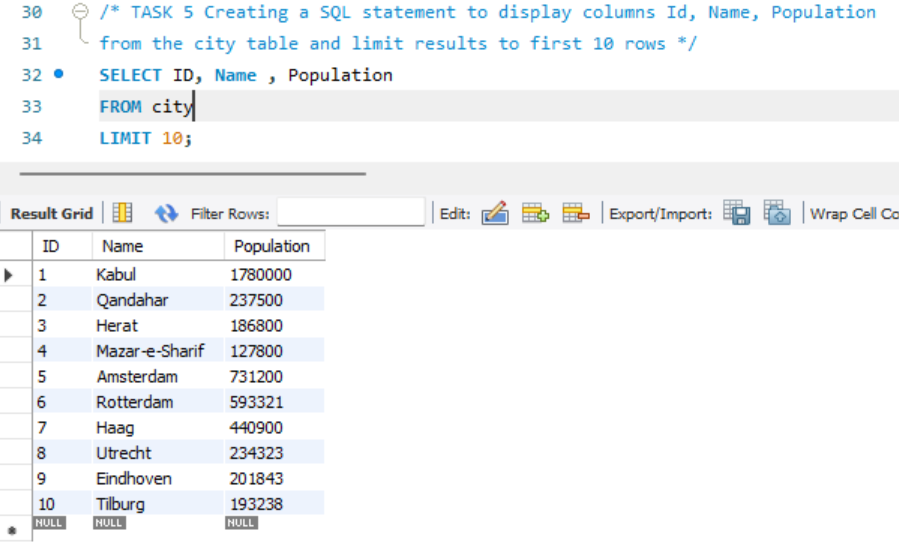 30 /* TASK 5 Creating a SQL statement to display columns Id, Name, Population
31 from the city table and limit results to first 10 rows */
32 SELECT ID, Name , Population
33 FROM city
34 LIMIT 10;
Result Grid Filter Rows: Edit: Export/Import: Wrap Cell Co
ID Name Population
1 Kabul 1780000
2 Qandahar 237500
3 Herat 186800
4 Mazar-e-Sharif 127800
5 Amsterdam 731200
6 Rotterdam 593321
7 Haag 440900
8 Utrecht 234323
9 Eindhoven 201843
10 Tilburg 193238
NULL NULL NULL